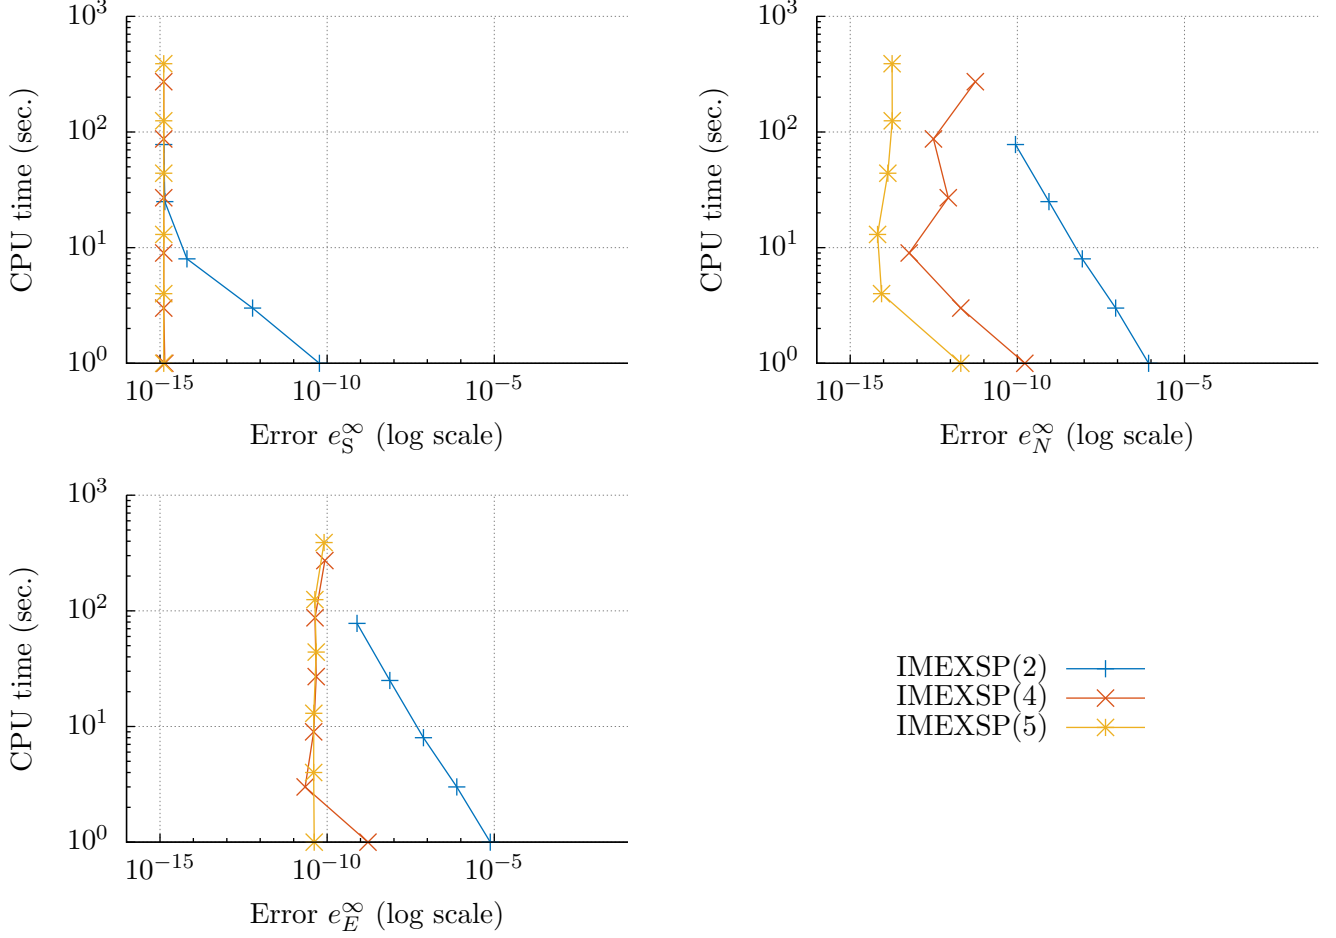 10^3
10^2
10^1
10^0
CPU time (sec.)
10^−15 10^−10 10^−5
Error e_S^∞ (log scale)
10^3
10^2
10^1
10^0
CPU time (sec.)
10^−15 10^−10 10^−5
Error e_N^∞ (log scale)
10^3
10^2
10^1
10^0
CPU time (sec.)
10^−15 10^−10 10^−5
Error e_E^∞ (log scale)
IMEXSP(2)
IMEXSP(4)
IMEXSP(5)